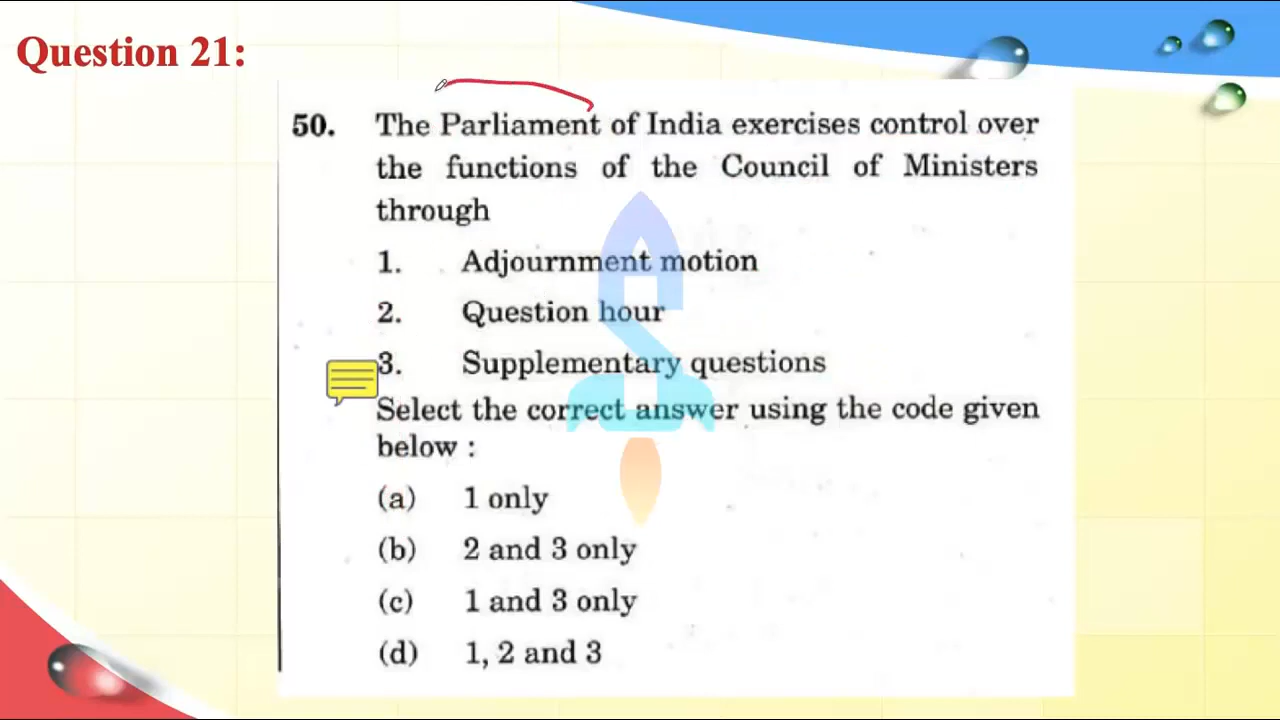 Question 21:
50. The Parliament of India exercises control over
the functions of the Council of Ministers
through
1. Adjournment motion
2. Question hour
3. Supplementary questions
Select the correct answer using the code given
below :
(a) 1 only
(b) 2 and 3 only
(c) 1 and 3 only
(d) 1, 2 and 3